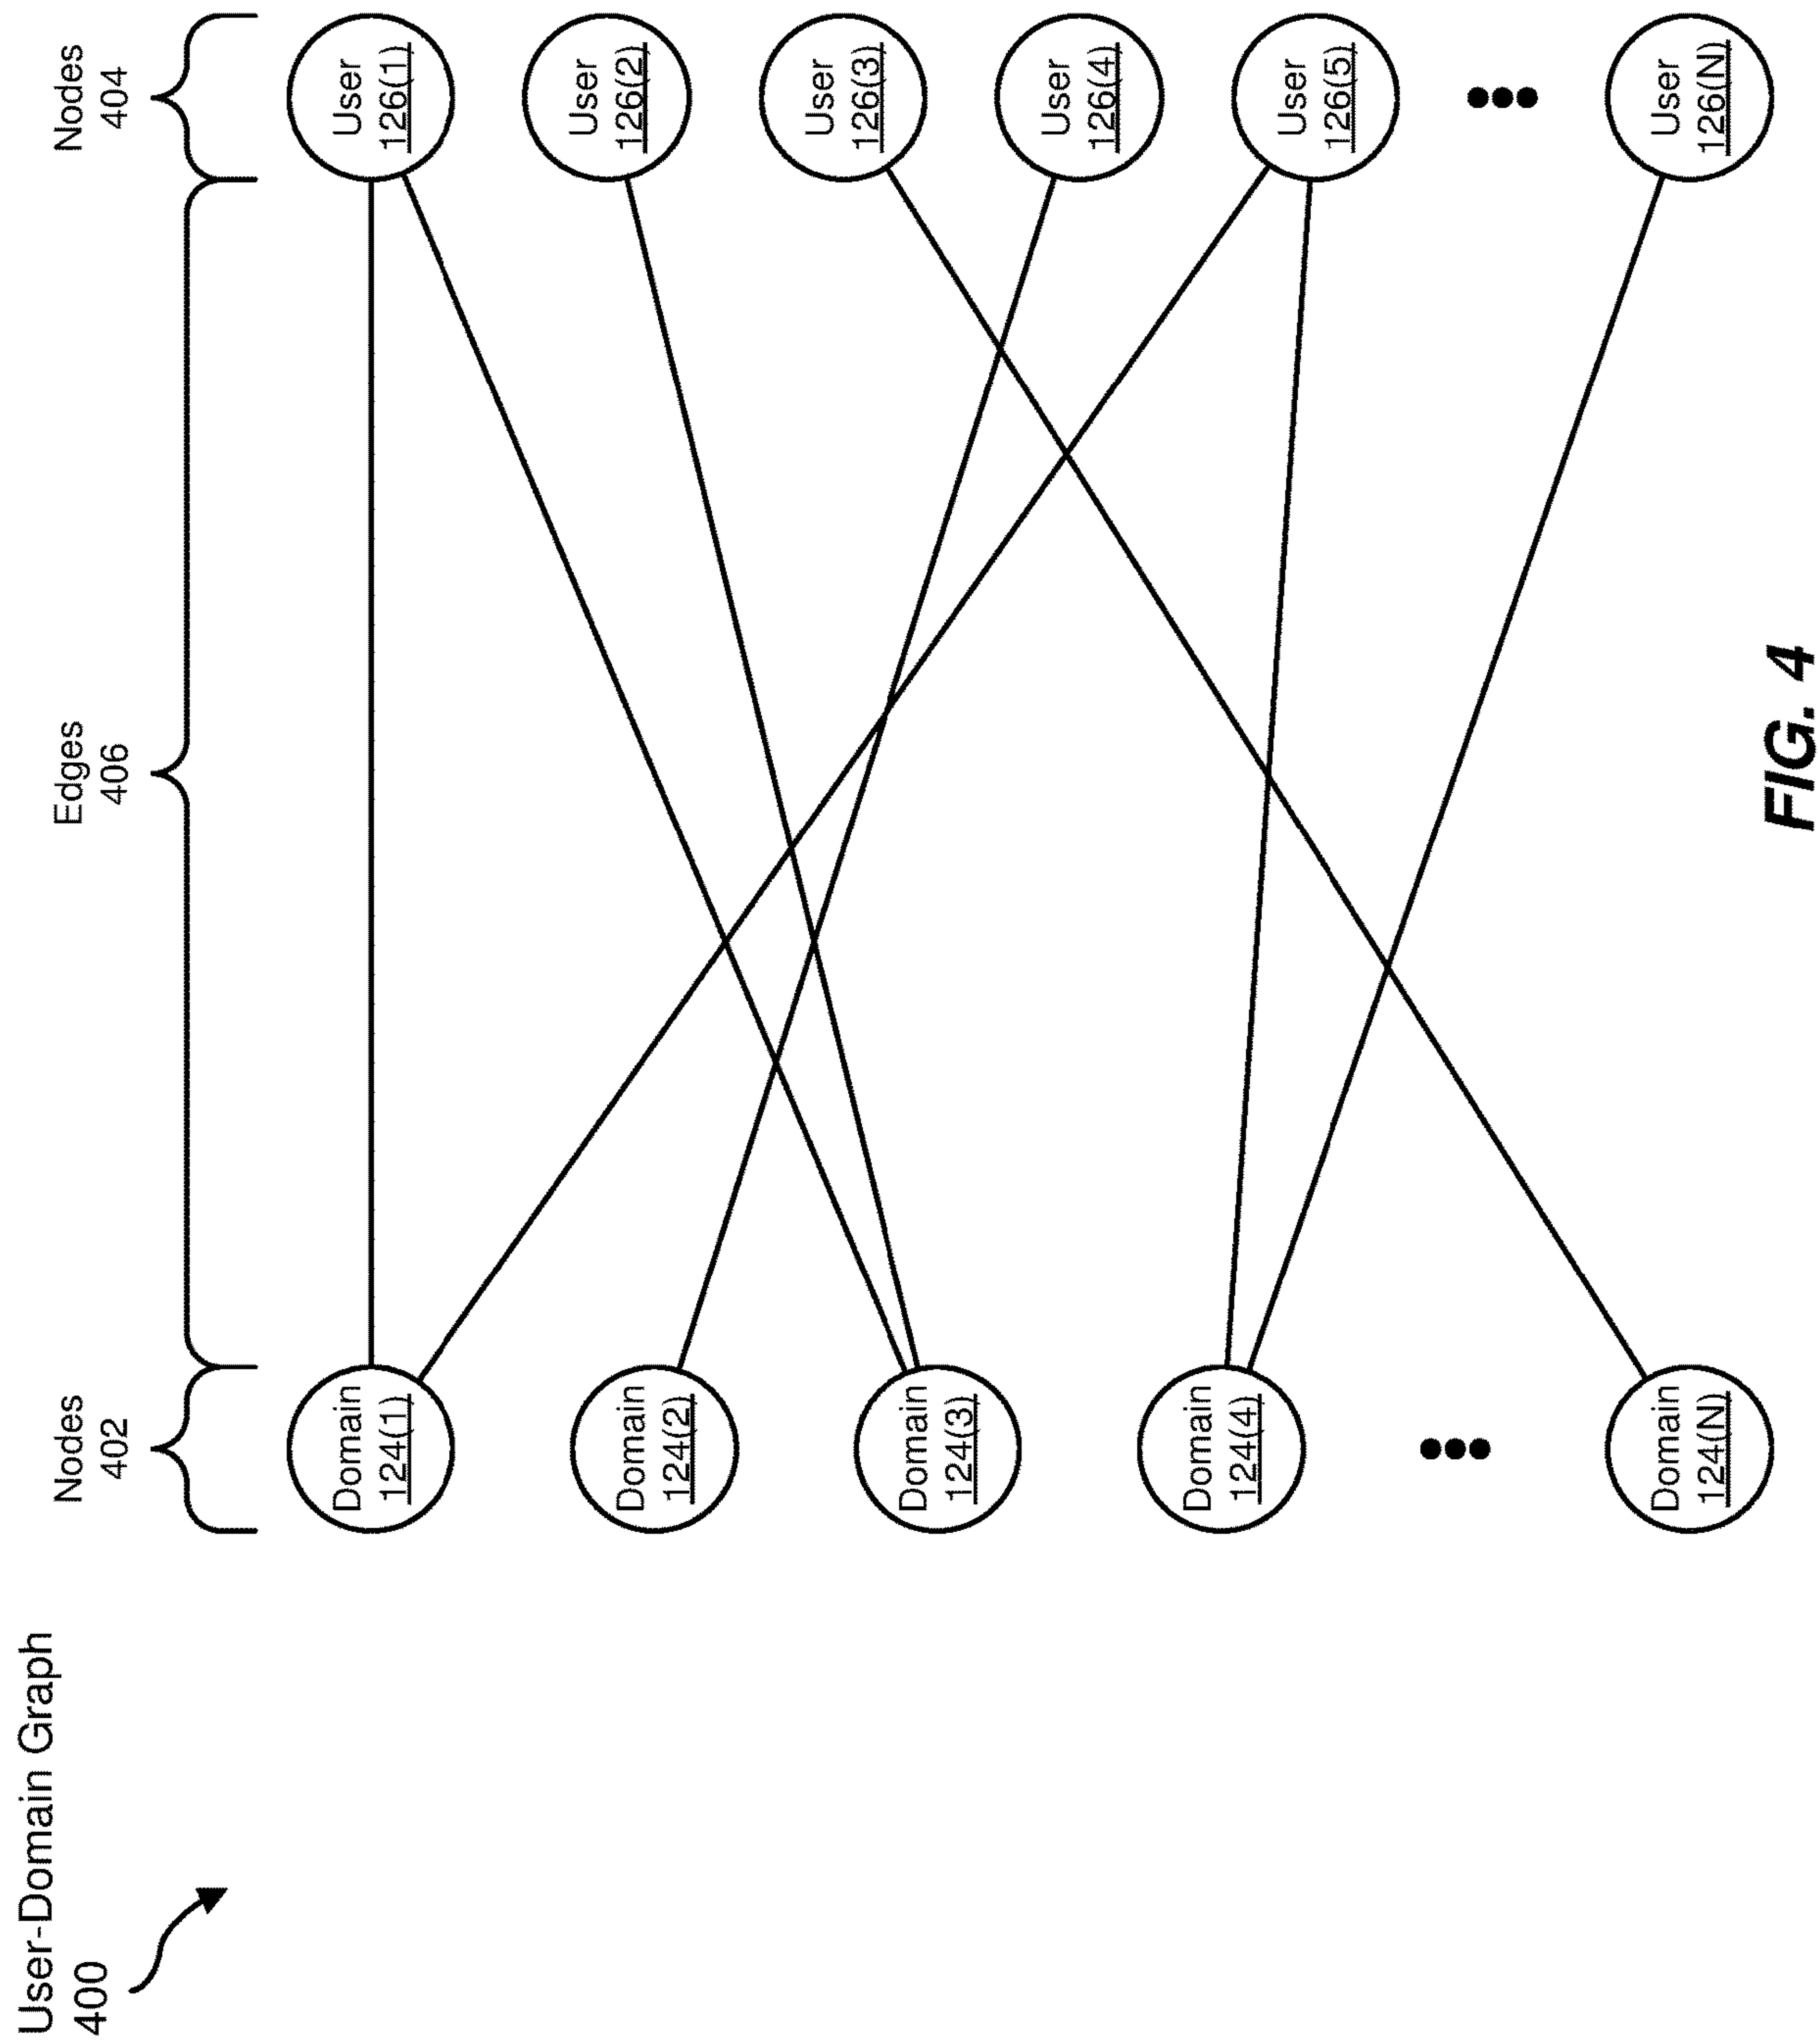 User-Domain Graph
400
Nodes
402
Edges
406
Nodes
404
Domain
124(1)
User
126(1)
Domain
124(2)
User
126(2)
Domain
124(3)
User
126(3)
Domain
124(4)
User
126(4)
User
126(5)
Domain
124(N)
User
126(N)
FIG. 4